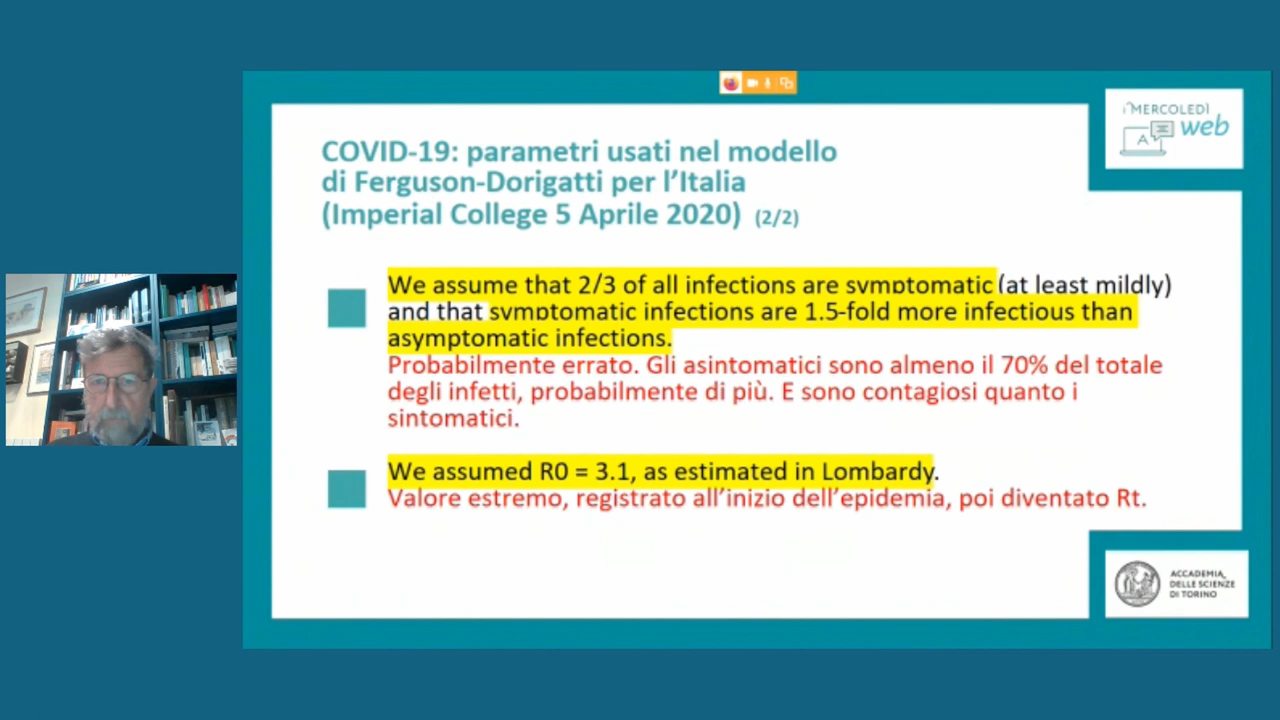 i MERCOLEDÌ
A
web
COVID-19: parametri usati nel modello
di Ferguson-Dorigatti per l’Italia
(Imperial College 5 Aprile 2020) (2/2)
We assume that 2/3 of all infections are symptomatic (at least mildly)
and that symptomatic infections are 1.5-fold more infectious than
asymptomatic infections.
Probabilmente errato. Gli asintomatici sono almeno il 70% del totale
degli infetti, probabilmente di più. E sono contagiosi quanto i
sintomatici.
We assumed R0 = 3.1, as estimated in Lombardy.
Valore estremo, registrato all’inizio dell’epidemia, poi diventato Rt.
ACCADEMIA
DELLE SCIENZE
DI TORINO